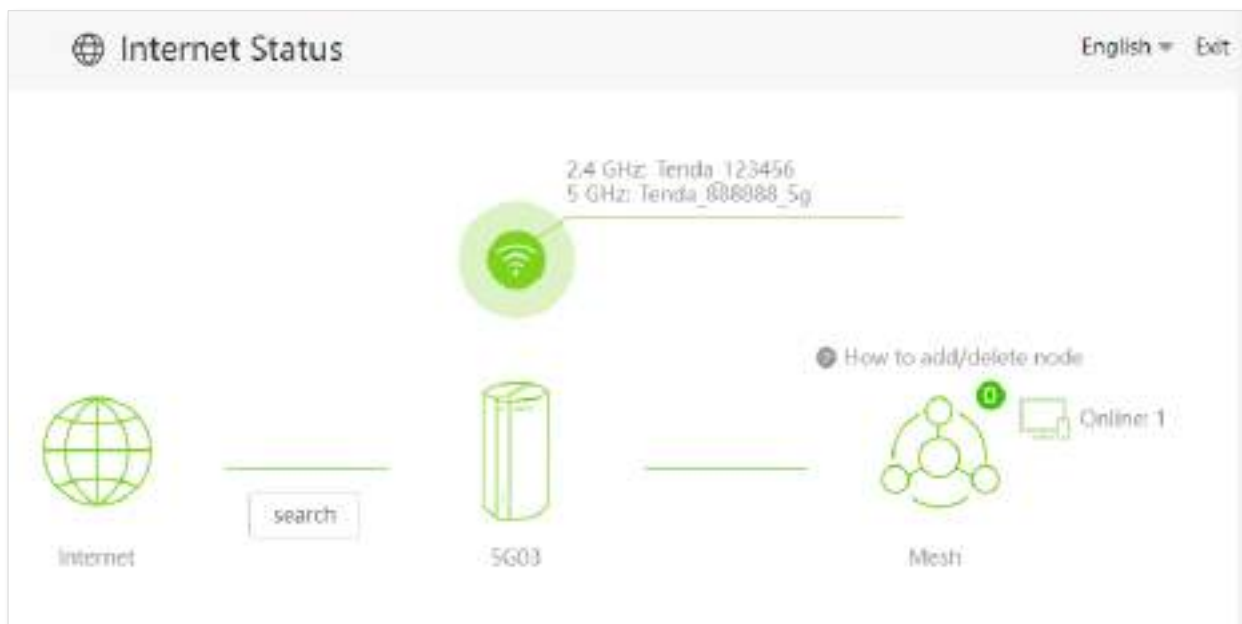 Internet Status
English Exit
2.4 GHz: Tenda_123456
5 GHz: Tenda_888888_5g
How to add/delete node
0
Online: 1
search
Internet
5G03
Mesh